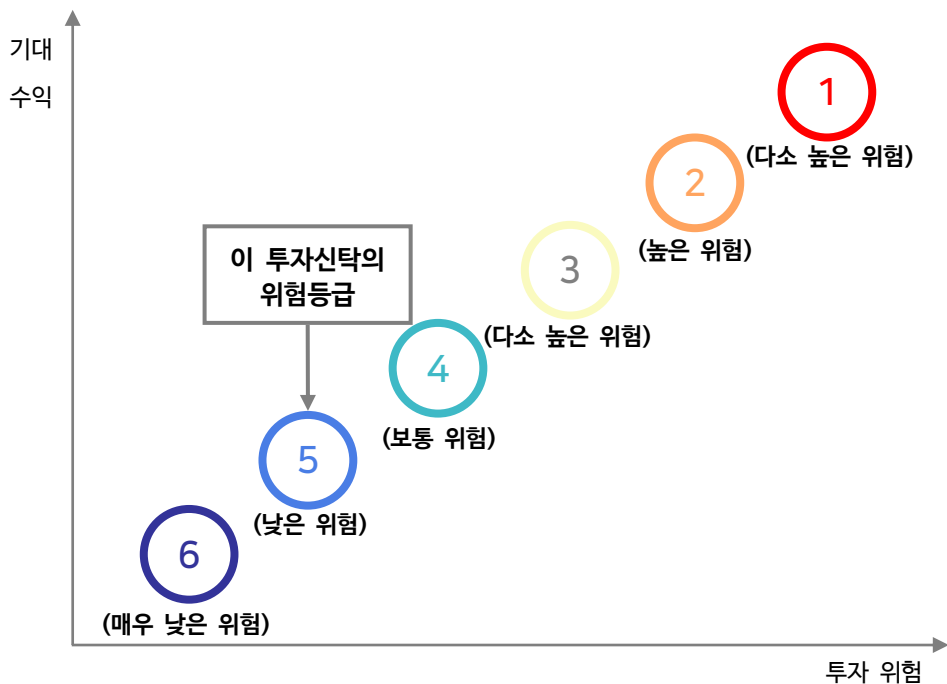 기대
수익
1
(다소 높은 위험)
2
(높은 위험)
이 투자신탁의
위험등급
3
(다소 높은 위험)
4
(보통 위험)
5
(낮은 위험)
6
(매우 낮은 위험)
투자 위험